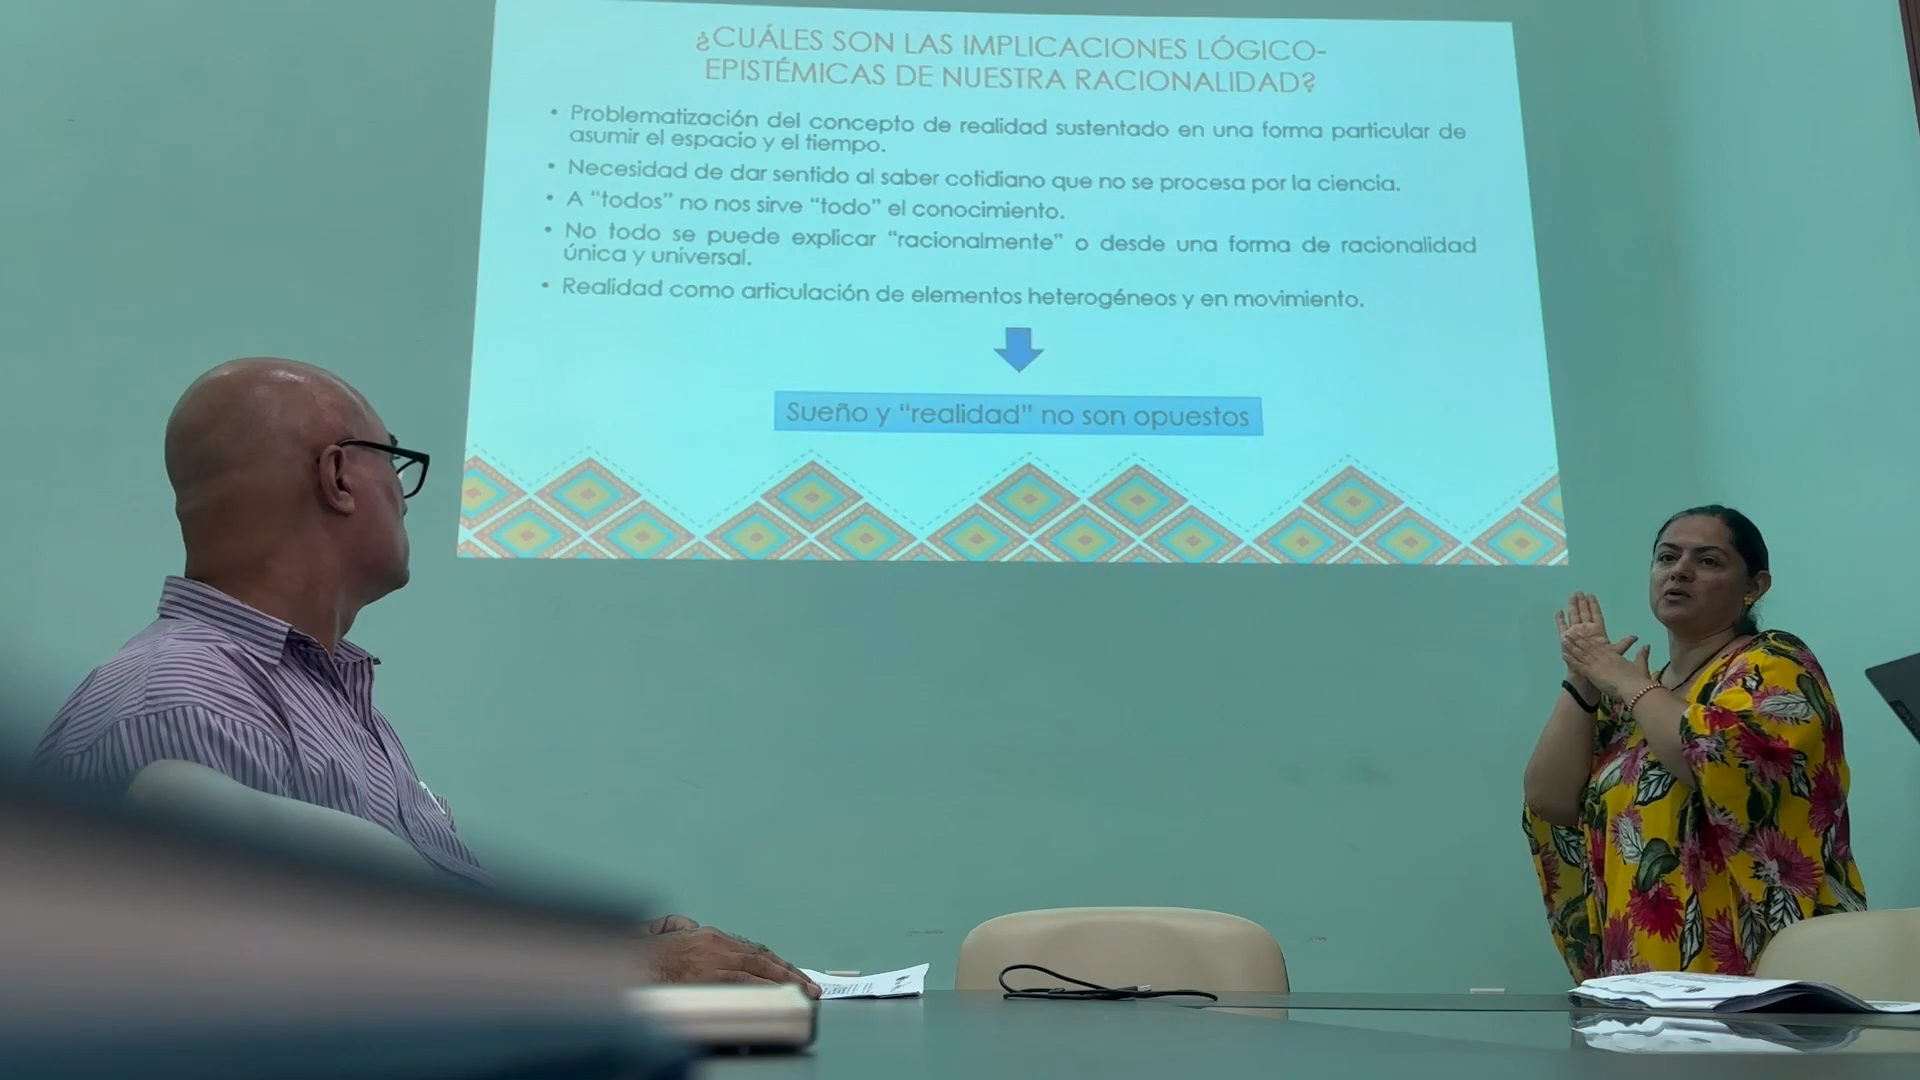 ¿CUÁLES SON LAS IMPLICACIONES LÓGICO-
EPISTÉMICAS DE NUESTRA RACIONALIDAD?
• Problematización del concepto de realidad sustentado en una forma particular de
asumir el espacio y el tiempo.
• Necesidad de dar sentido al saber cotidiano que no se procesa por la ciencia.
• A “todos” no nos sirve “todo” el conocimiento.
• No todo se puede explicar “racionalmente” o desde una forma de racionalidad
única y universal.
• Realidad como articulación de elementos heterogéneos y en movimiento.
Sueño y “realidad” no son opuestos